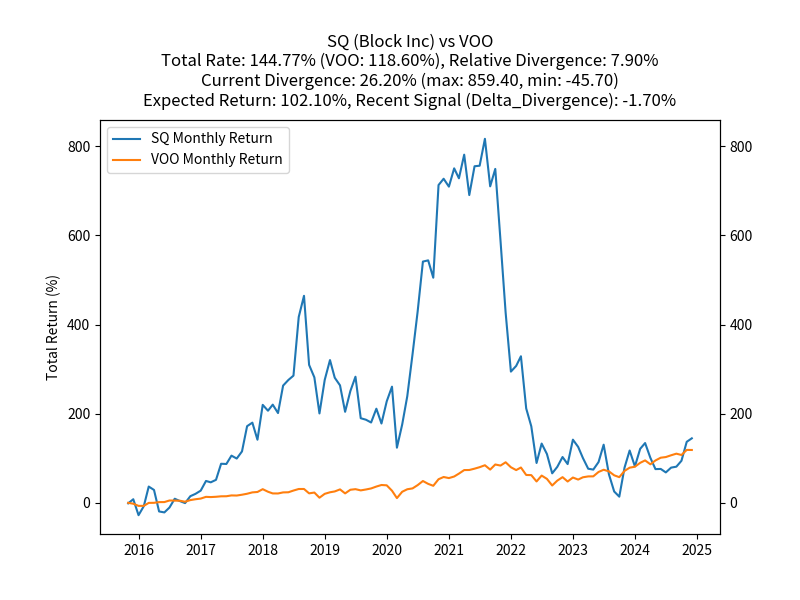 SQ (Block Inc) vs VOO
Total Rate: 144.77% (VOO: 118.60%), Relative Divergence: 7.90%
Current Divergence: 26.20% (max: 859.40, min: -45.70)
Expected Return: 102.10%, Recent Signal (Delta_Divergence): -1.70%
SQ Monthly Return
VOO Monthly Return
Total Return (%)
800
600
400
200
0
800
600
400
200
0
2016 2017 2018 2019 2020 2021 2022 2023 2024 2025